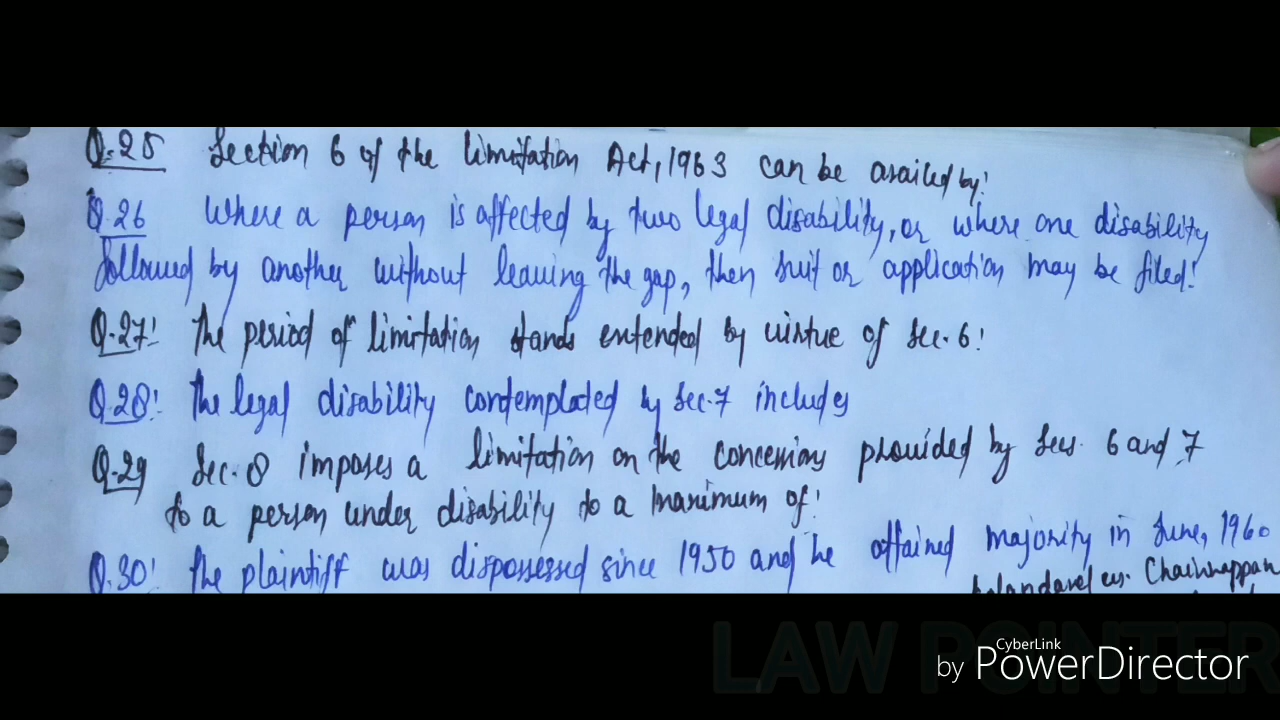 Q.25 Section 6 of the limitation Act, 1963 can be availed by!
Q.26 Where a person is affected by two legal disability, or where one disability
followed by another without leaving the gap, then suit or application may be filed!
Q.27! The period of limitation stands extended by virtue of Sec. 6!
Q.28! The legal disability contemplated by Sec. 7 includes
Q.29 Sec. 8 imposes a limitation on the concessions provided by Secs. 6 and 7
to a person under disability to a maximum of!
Q.30! The plaintiff was dispossessed since 1950 and he attained majority in June, 1960
vs. Chainnappan
LAW POINTER
CyberLink
by PowerDirector